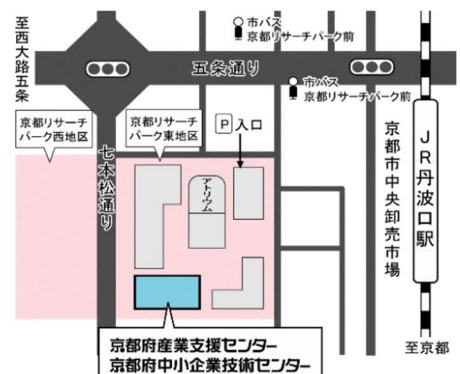 至西大路五条
市バス
京都リサーチパーク前
五条通り
市バス
京都リサーチパーク前
京都リサーチ
パーク西地区
京都リサーチ
パーク東地区
P 入口
七本松通り
アトリウム
京都市中央卸売市場
JR丹波口駅
京都府産業支援センター
京都府中小企業技術センター
至京都